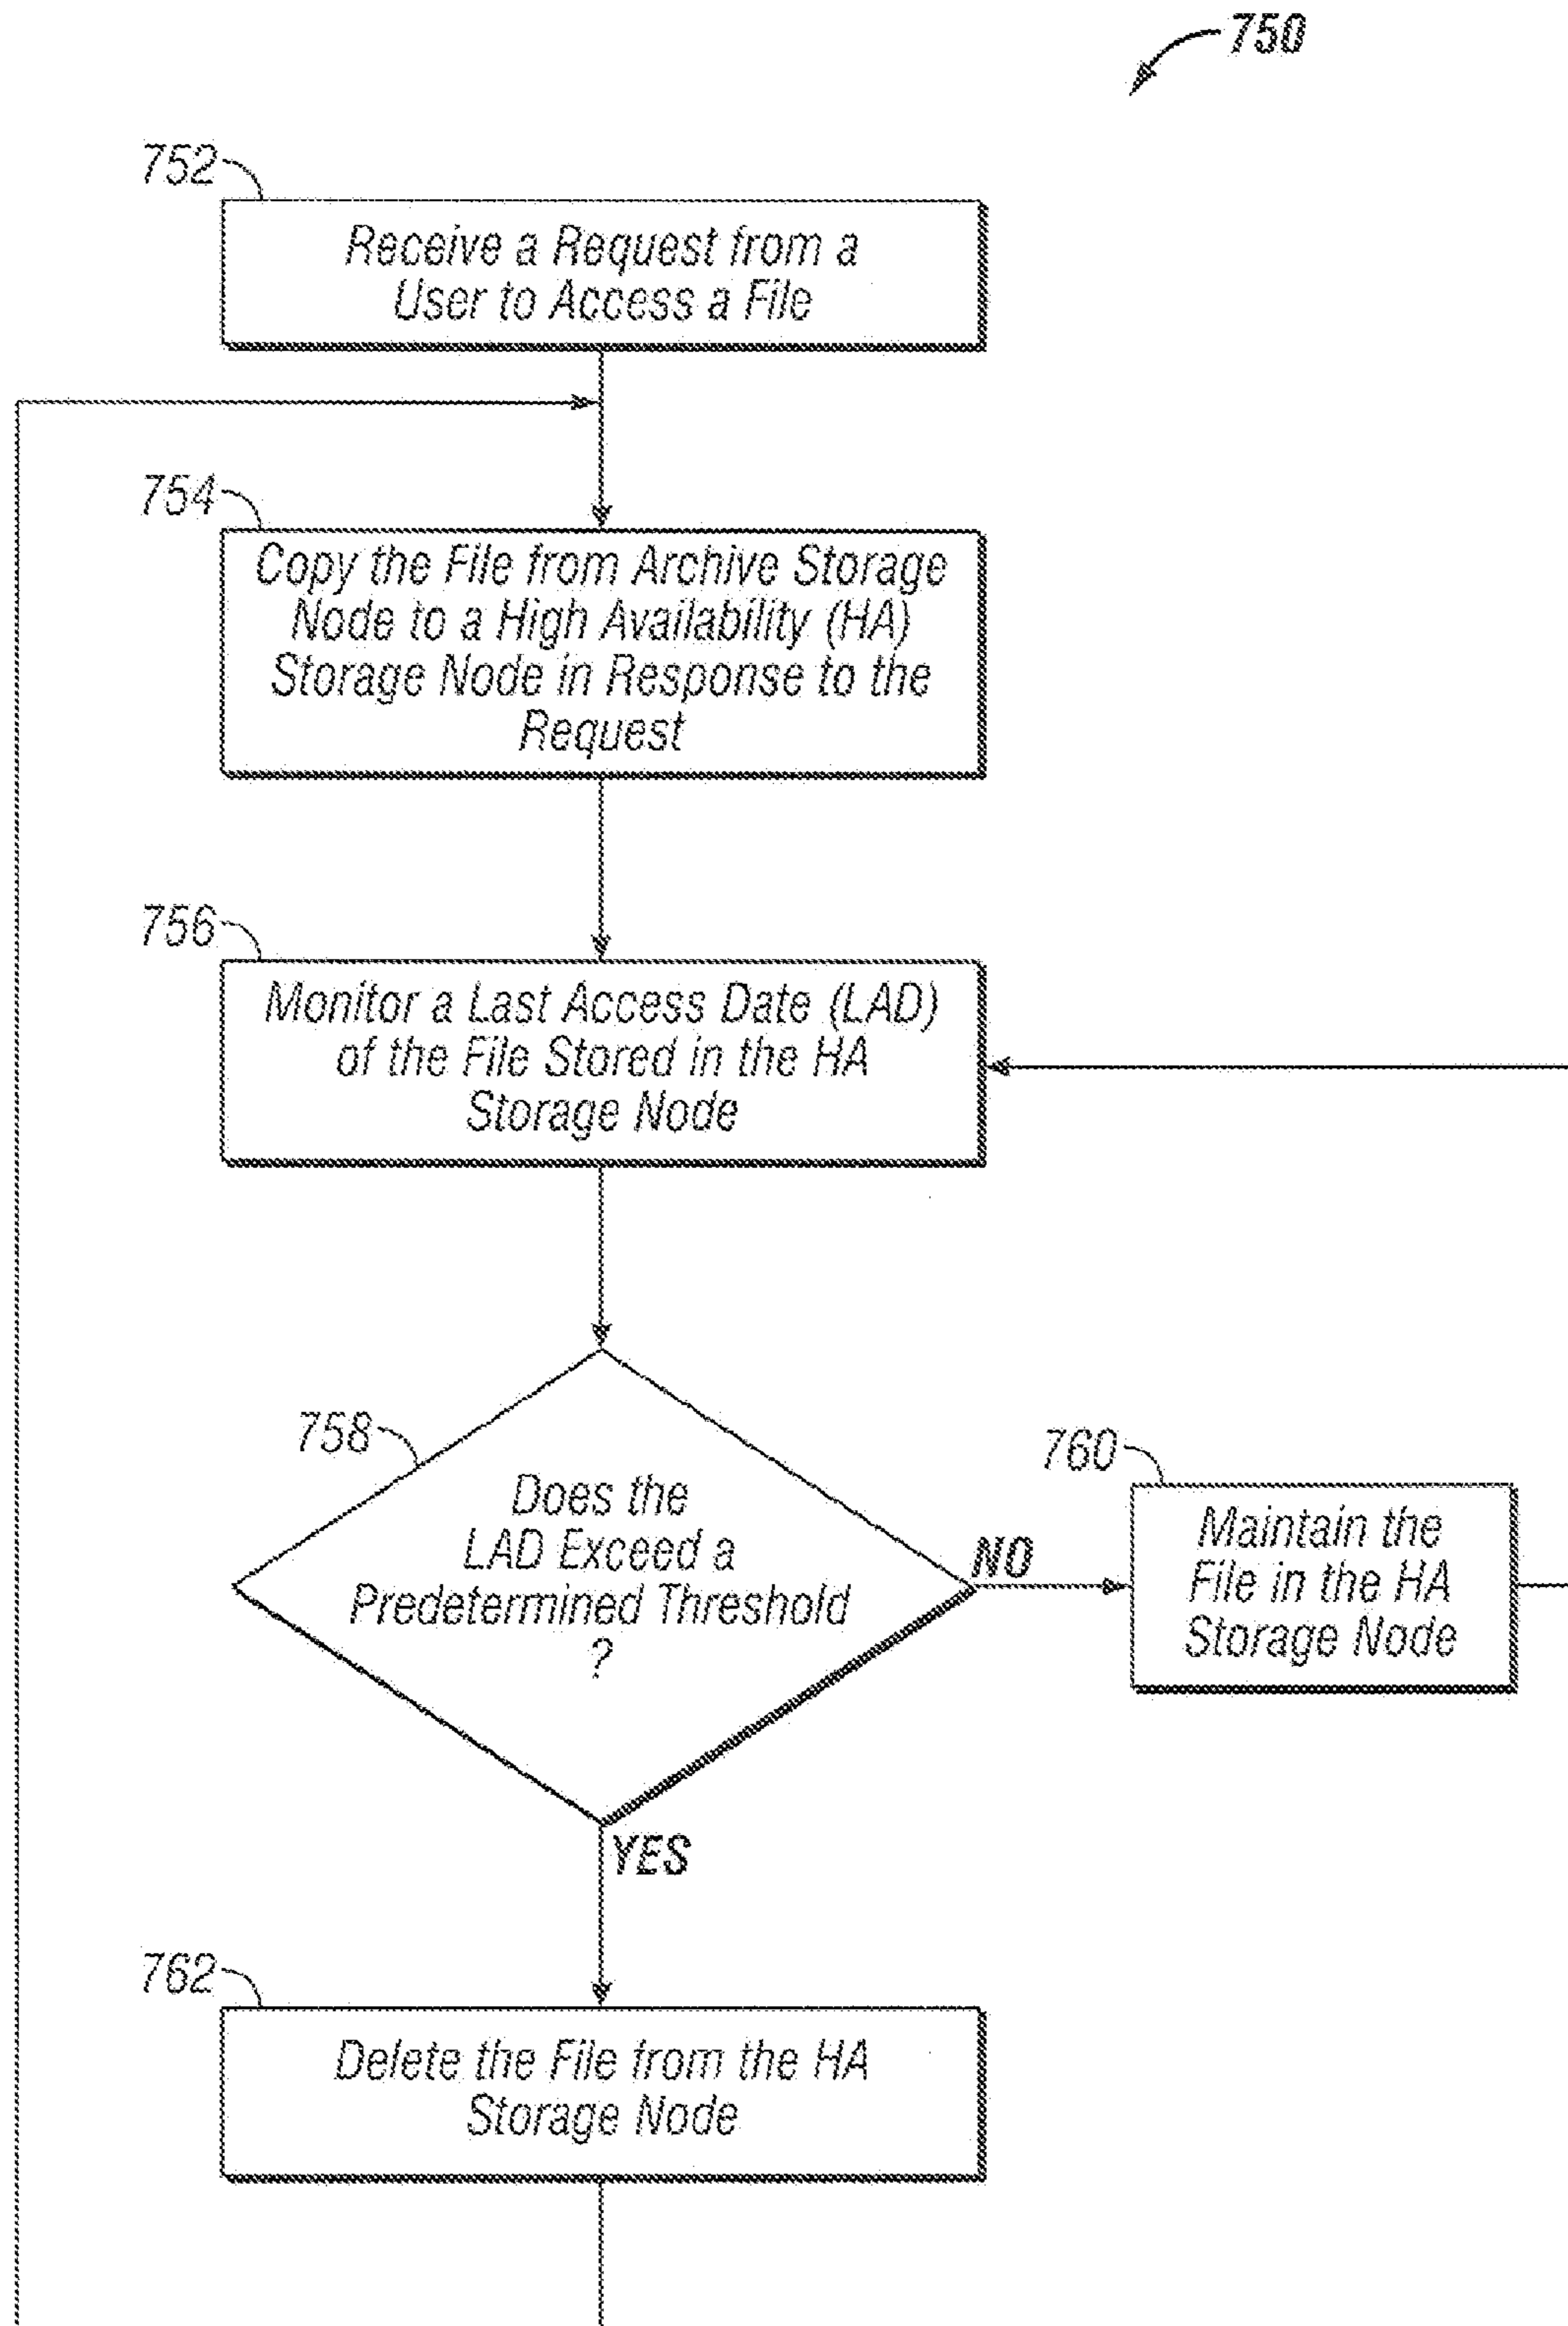 750
752
Receive a Request from a
User to Access a File
754
Copy the File from Archive Storage
Node to a High Availability (HA)
Storage Node in Response to the
Request
756
Monitor a Last Access Date (LAD)
of the File Stored in the HA
Storage Node
758
Does the
LAD Exceed a
Predetermined Threshold
?
NO
760
Maintain the
File in the HA
Storage Node
YES
762
Delete the File from the HA
Storage Node